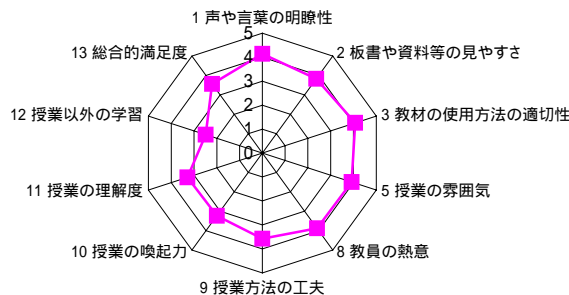 1 声や言葉の明瞭性
2 板書や資料等の見やすさ
3 教材の使用方法の適切性
5 授業の雰囲気
8 教員の熱意
9 授業方法の工夫
10 授業の喚起力
11 授業の理解度
12 授業以外の学習
13 総合的満足度
5
4
3
2
1
0